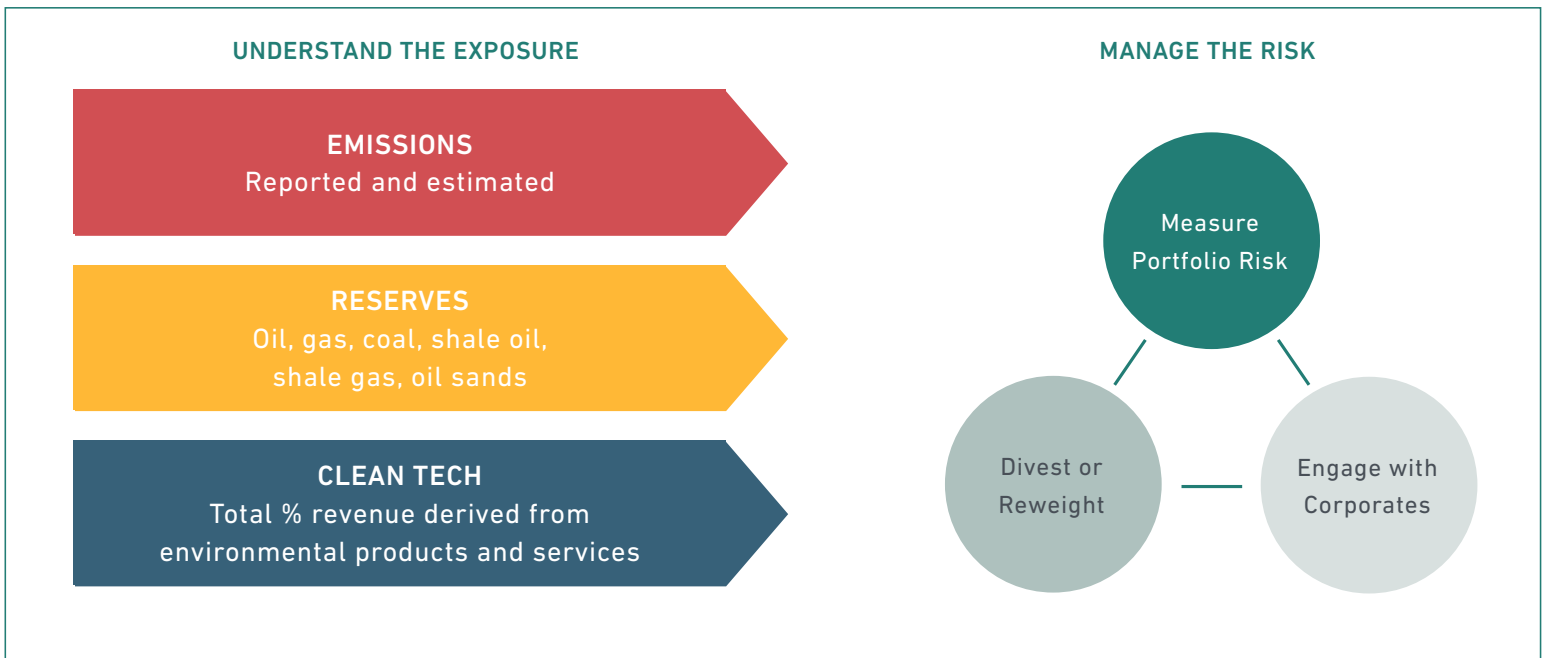 UNDERSTAND THE EXPOSURE
EMISSIONS
Reported and estimated
RESERVES
Oil, gas, coal, shale oil,
shale gas, oil sands
CLEAN TECH
Total % revenue derived from
environmental products and services
MANAGE THE RISK
Measure
Portfolio Risk
Divest or
Reweight
Engage with
Corporates